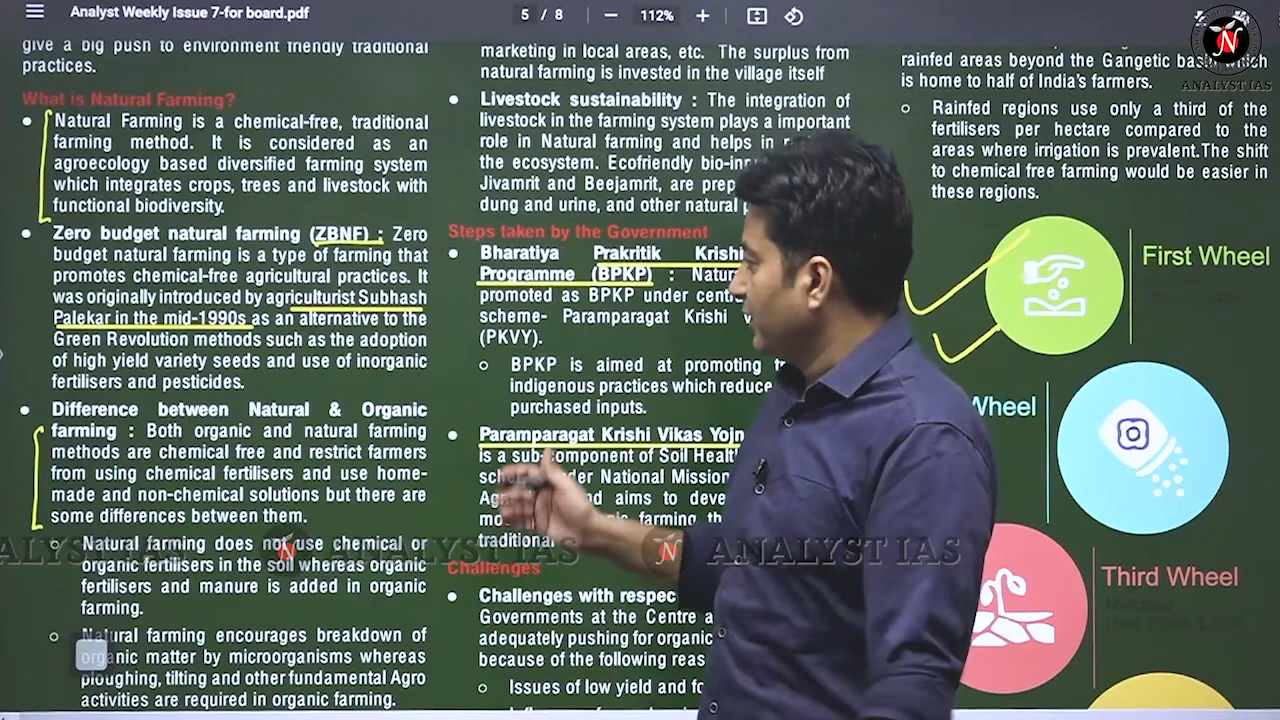 Analyst Weekly Issue 7-for board.pdf
5 / 8
112%
ANALYST IAS
give a big push to environment friendly traditional
practices.
What is Natural Farming?
Natural Farming is a chemical-free, traditional
farming method. It is considered as an
agroecology based diversified farming system
which integrates crops, trees and livestock with
functional biodiversity.
Zero budget natural farming (ZBNF) : Zero
budget natural farming is a type of farming that
promotes chemical-free agricultural practices. It
was originally introduced by agriculturist Subhash
Palekar in the mid-1990s as an alternative to the
Green Revolution methods such as the adoption
of high yield variety seeds and use of inorganic
fertilisers and pesticides.
Difference between Natural & Organic
farming : Both organic and natural farming
methods are chemical free and restrict farmers
from using chemical fertilisers and use home-
made and non-chemical solutions but there are
some differences between them.
Natural farming does not use chemical or
organic fertilisers in the soil whereas organic
fertilisers and manure is added in organic
farming.
Natural farming encourages breakdown of
organic matter by microorganisms whereas
ploughing, tilting and other fundamental Agro
activities are required in organic farming.
marketing in local areas, etc. The surplus from
natural farming is invested in the village itself
Livestock sustainability : The integration of
livestock in the farming system plays a important
role in Natural farming and helps in
the ecosystem. Ecofriendly
Jivamrit and Beejamrit, are
dung and urine, and other natural
Steps taken by the Government
Bharatiya Prakritik Krishi
Programme (BPKP) :
promoted as BPKP under
scheme- Paramparagat Krishi
(PKVY).
BPKP is aimed at promoting
indigenous practices which reduce
purchased inputs.
Paramparagat Krishi Vikas
is a sub-component of Soil
under National Mission
and aims to
farming
traditional
Challenges
Challenges with
Governments at the Centre
adequately pushing for organic
because of the following
Issues of low yield and
rainfed areas beyond the Gangetic which
is home to half of India's farmers.
Rainfed regions use only a third of the
fertilisers per hectare compared to the
areas where irrigation is prevalent.The shift
to chemical free farming would be easier in
these regions.
First Wheel
Wheel
Third Wheel
ANALYST IAS
ANALYST IAS